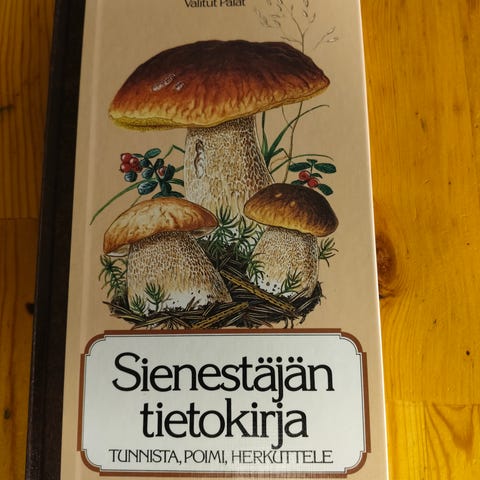 Valitut Palat
Sienestäjän
tietokirja
TUNNISTA, POIMI, HERKUTTELE